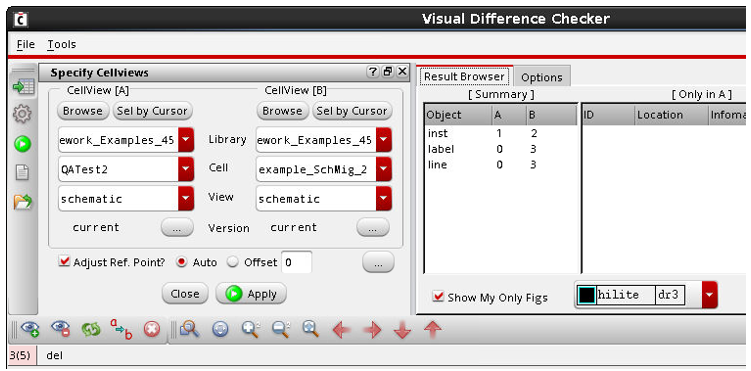 Visual Difference Checker
File Tools
Specify Cellviews
CellView [A] CellView [B]
Browse Sel by Cursor Browse Sel by Cursor
ework_Examples_45 Library ework_Examples_45
QATest2 Cell example_SchMig_2
schematic View schematic
current ... Version current ...
Adjust Ref. Point? Auto Offset 0 ...
Close Apply
Result Browser Options
[ Summary ] [ Only in A ]
Object A B ID Location Infoma
inst 1 2
label 0 3
line 0 3
Show My Only Figs hilite dr3
a b
3(5) del